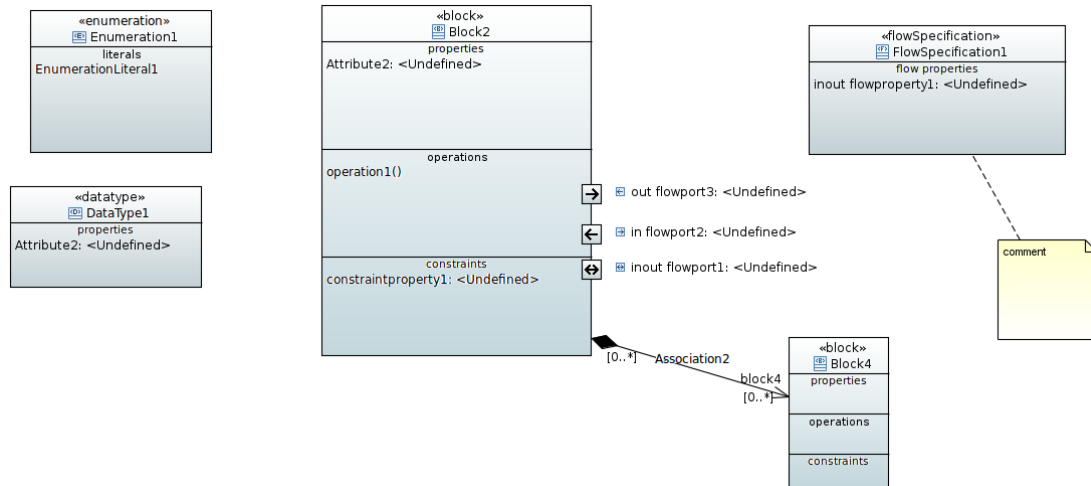 «enumeration»
Enumeration1
literals
EnumerationLiteral1
«datatype»
DataType1
properties
Attribute2: <Undefined>
«block»
Block2
properties
Attribute2: <Undefined>
operations
operation1()
constraints
constraintproperty1: <Undefined>
out flowport3: <Undefined>
in flowport2: <Undefined>
inout flowport1: <Undefined>
«flowSpecification»
FlowSpecification1
flow properties
inout flowproperty1: <Undefined>
comment
[0..*]
Association2
block4
[0..*]
«block»
Block4
properties
operations
constraints